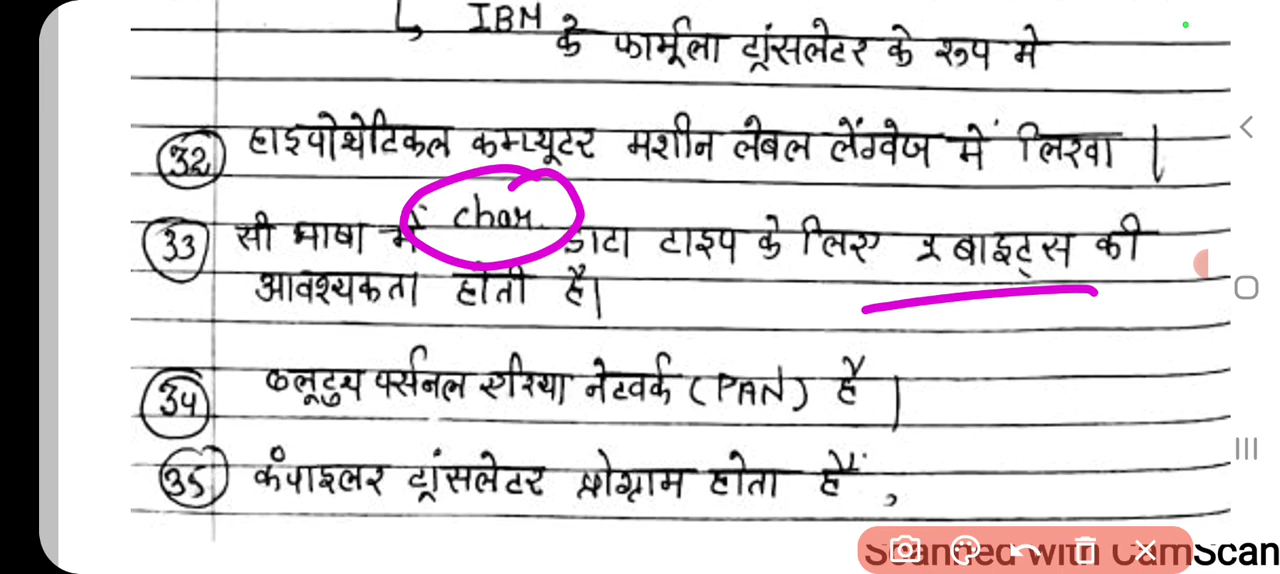 ↳ IBM के फार्मूला ट्रांसलेटर के रूप मे
32 हाइपोथेटिकल कम्प्यूटर मशीन लेबल लेंग्वेज में लिखा |
33 सी भाषा में char. डाटा टाइप के लिए 1 बाइट्स की
आवश्यकता होती है।
34 ब्लूटुथ पर्सनल एरिया नेटवर्क (PAN) है |
35 कंपाइलर ट्रांसलेटर प्रोग्राम होता हैं,
Scanned with CamScan